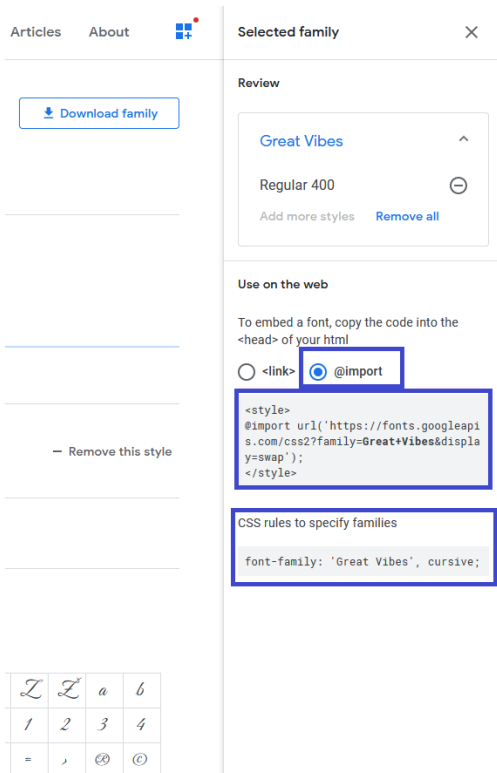 Articles About
Download family
Remove this style
Z Ž a b
1 2 3 4
= , ® ©
Selected family
Review
Great Vibes
Regular 400
Add more styles Remove all
Use on the web
To embed a font, copy the code into the
<head> of your html
<link> @import
<style>
@import url('https://fonts.googleapi
s.com/css2?family=Great+Vibes&displa
y=swap');
</style>
CSS rules to specify families
font-family: 'Great Vibes', cursive;